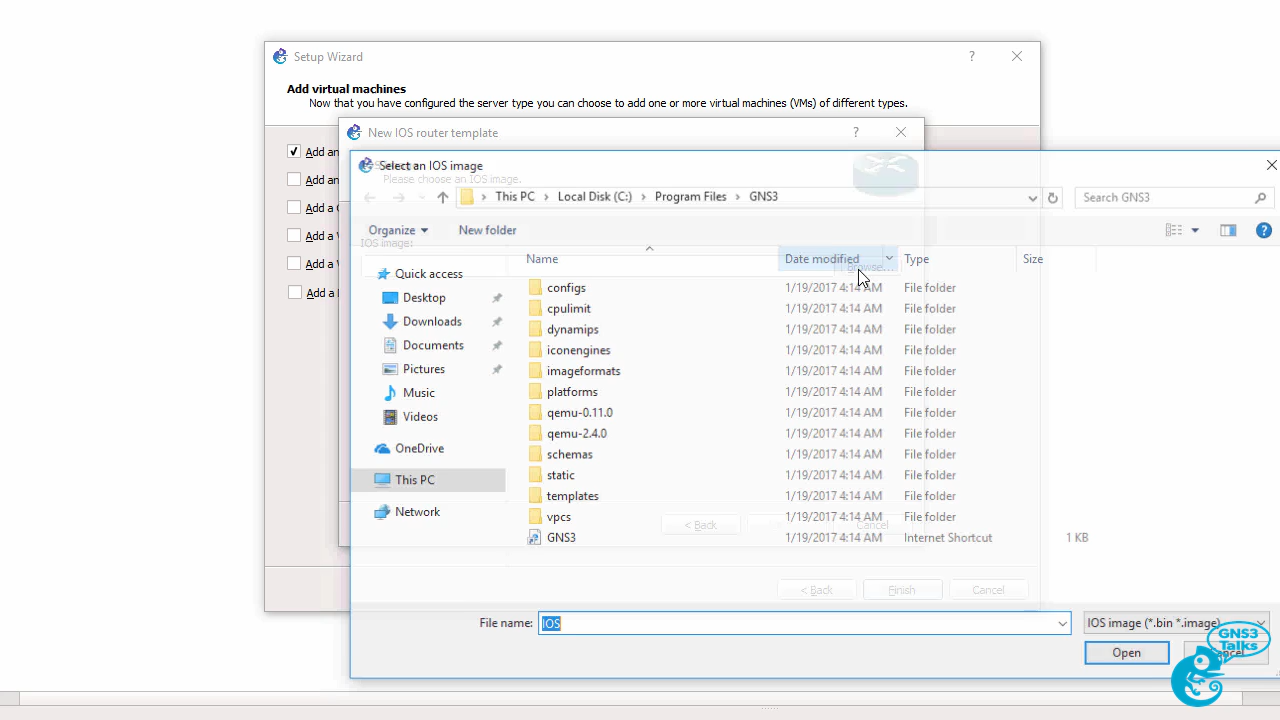 Setup Wizard
?
Add virtual machines
Now that you have configured the server type you can choose to add one or more virtual machines (VMs) of different types.
New IOS router template
?
Add an
Select an IOS image
Please choose an IOS image.
Add an
This PC > Local Disk (C:) > Program Files > GNS3
Search GNS3
Add a
Organize
New folder
?
Add a
IOS image:
Name
Date modified
Type
Size
Add a
Browse...
Quick access
Add a
configs 1/19/2017 4:14 AM File folder
Desktop
cpulimit 1/19/2017 4:14 AM File folder
Downloads
dynamips 1/19/2017 4:14 AM File folder
Documents
iconengines 1/19/2017 4:14 AM File folder
Pictures
imageformats 1/19/2017 4:14 AM File folder
Music
platforms 1/19/2017 4:14 AM File folder
Videos
qemu-0.11.0 1/19/2017 4:14 AM File folder
qemu-2.4.0 1/19/2017 4:14 AM File folder
OneDrive
schemas 1/19/2017 4:14 AM File folder
This PC
static 1/19/2017 4:14 AM File folder
templates 1/19/2017 4:14 AM File folder
Network
vpcs 1/19/2017 4:14 AM File folder
< Back
Cancel
GNS3 1/19/2017 4:14 AM Internet Shortcut 1 KB
< Back
Finish
Cancel
File name:
IOS
IOS image (*.bin *.image)
GNS3
Talks
Open